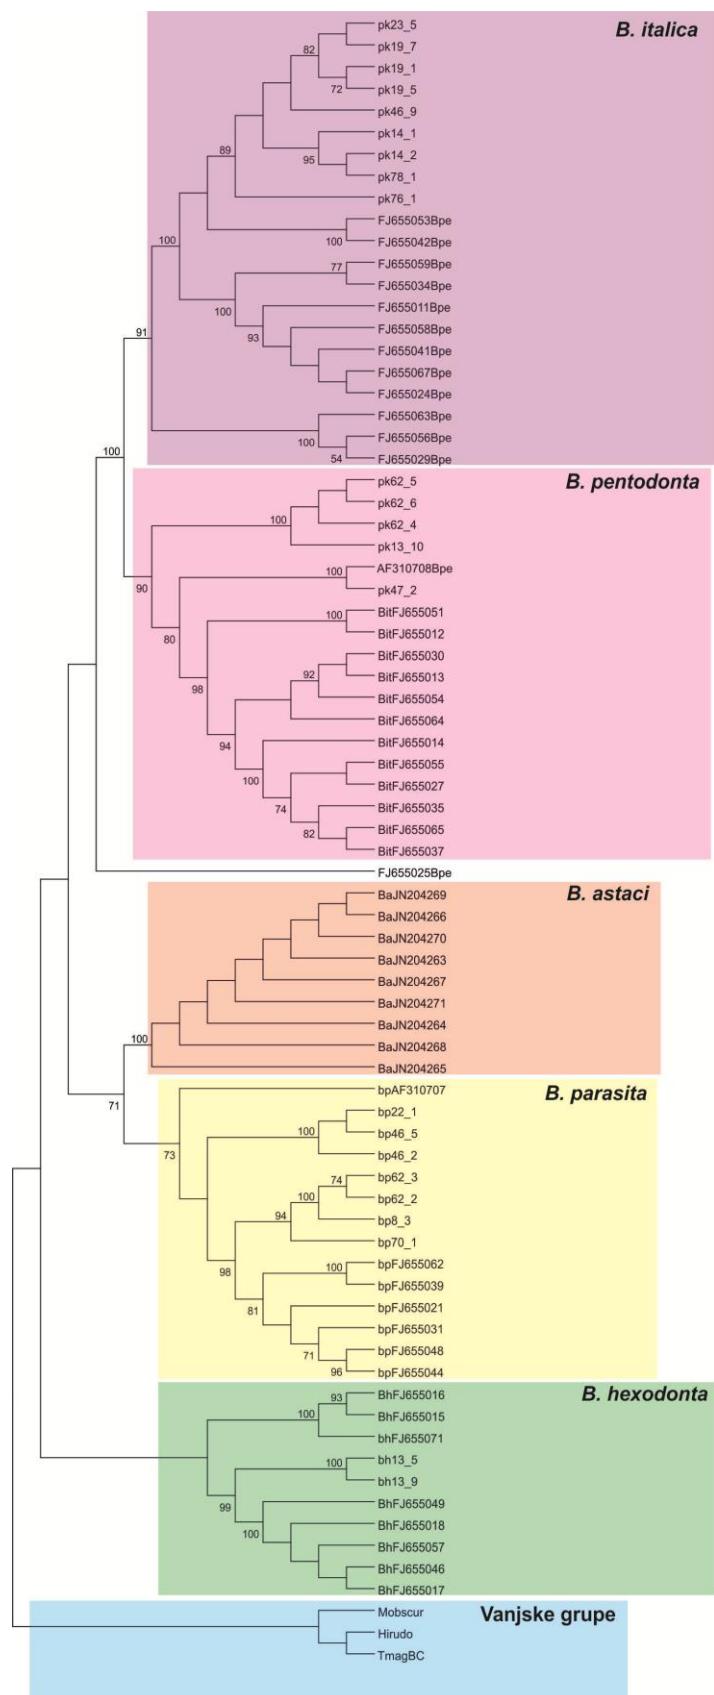 B. italica
pk23_5
82
pk19_7
pk19_1
72
pk19_5
pk46_9
pk14_1
89
95
pk14_2
pk78_1
pk76_1
FJ655053Bpe
100
100
FJ655042Bpe
FJ655059Bpe
77
FJ655034Bpe
100
FJ655011Bpe
91
93
FJ655058Bpe
FJ655041Bpe
FJ655067Bpe
FJ655024Bpe
FJ655063Bpe
100
100
FJ655056Bpe
54
FJ655029Bpe
B. pentodonta
pk62_5
pk62_6
100
pk62_4
pk13_10
100
AF310708Bpe
90
pk47_2
BitFJ655051
100
80
BitFJ655012
BitFJ655030
92
98
BitFJ655013
BitFJ655054
BitFJ655064
94
BitFJ655014
BitFJ655055
100
BitFJ655027
74
BitFJ655035
82
BitFJ655065
BitFJ655037
FJ655025Bpe
B. astaci
BaJN204269
BaJN204266
BaJN204270
BaJN204263
BaJN204267
BaJN204271
BaJN204264
100
BaJN204268
BaJN204265
B. parasita
bpAF310707
71
bp22_1
100
bp46_5
73
bp46_2
bp62_3
74
bp62_2
100
bp8_3
94
bp70_1
bpFJ655062
98
100
bpFJ655039
81
bpFJ655021
bpFJ655031
71
bpFJ655048
96
bpFJ655044
B. hexodonta
BhFJ655016
93
BhFJ655015
100
bhFJ655071
bh13_5
100
bh13_9
99
BhFJ655049
BhFJ655018
100
BhFJ655057
BhFJ655046
BhFJ655017
Vanjske grupe
Mobscur
Hirudo
TmagBC